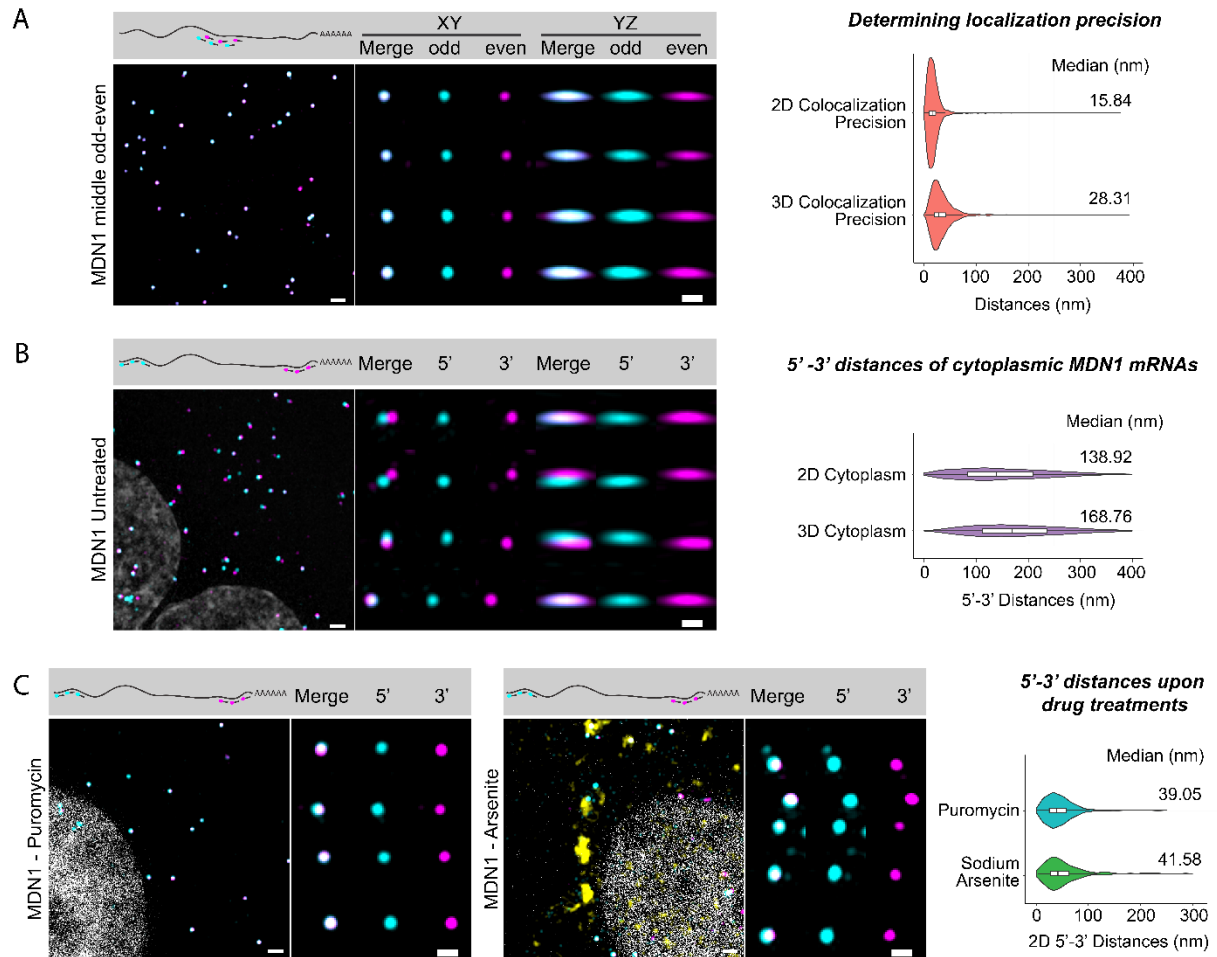 A
AAAAAA
XY
YZ
Merge odd even Merge odd even
MDN1 middle odd-even
Determining localization precision
Median (nm)
2D Colocalization
Precision
15.84
3D Colocalization
Precision
28.31
0 100 200 300 400
Distances (nm)
B
AAAAAA
Merge 5’ 3’ Merge 5’ 3’
MDN1 Untreated
5’ -3’ distances of cytoplasmic MDN1 mRNAs
Median (nm)
2D Cytoplasm 138.92
3D Cytoplasm 168.76
0 100 200 300 400
5’-3’ Distances (nm)
C
AAAAAA
Merge 5’ 3’
MDN1 - Puromycin
AAAAAA
Merge 5’ 3’
MDN1 - Arsenite
5’-3’ distances upon
drug treatments
Median (nm)
Puromycin 39.05
Sodium
Arsenite
41.58
0 100 200 300
2D 5’-3’ Distances (nm)